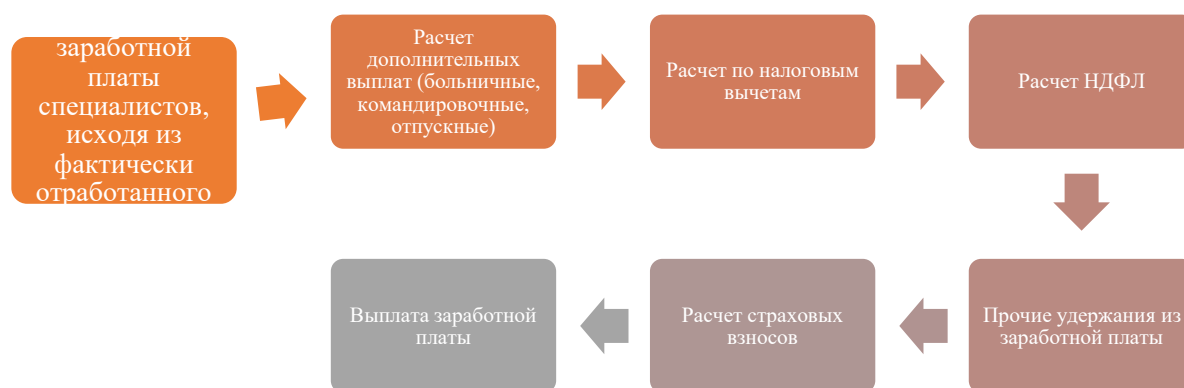 заработной
платы
специалистов,
исходя из
фактически
отработанного
Расчет
дополнительных
выплат (больничные,
командировочные,
отпускные)
Расчет по налоговым
вычетам
Расчет НДФЛ
Прочие удержания из
заработной платы
Расчет страховых
взносов
Выплата заработной
платы